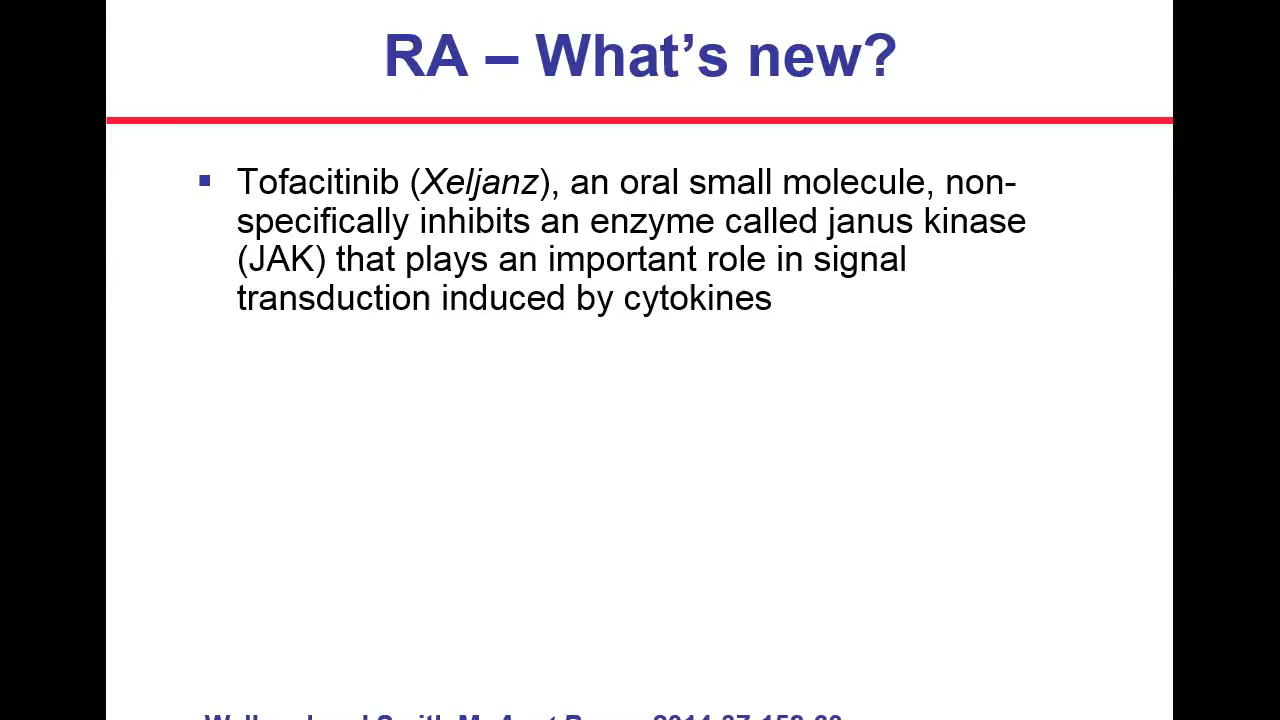 RA – What's new?
▪ Tofacitinib (Xeljanz), an oral small molecule, non-
specifically inhibits an enzyme called janus kinase
(JAK) that plays an important role in signal
transduction induced by cytokines
2014